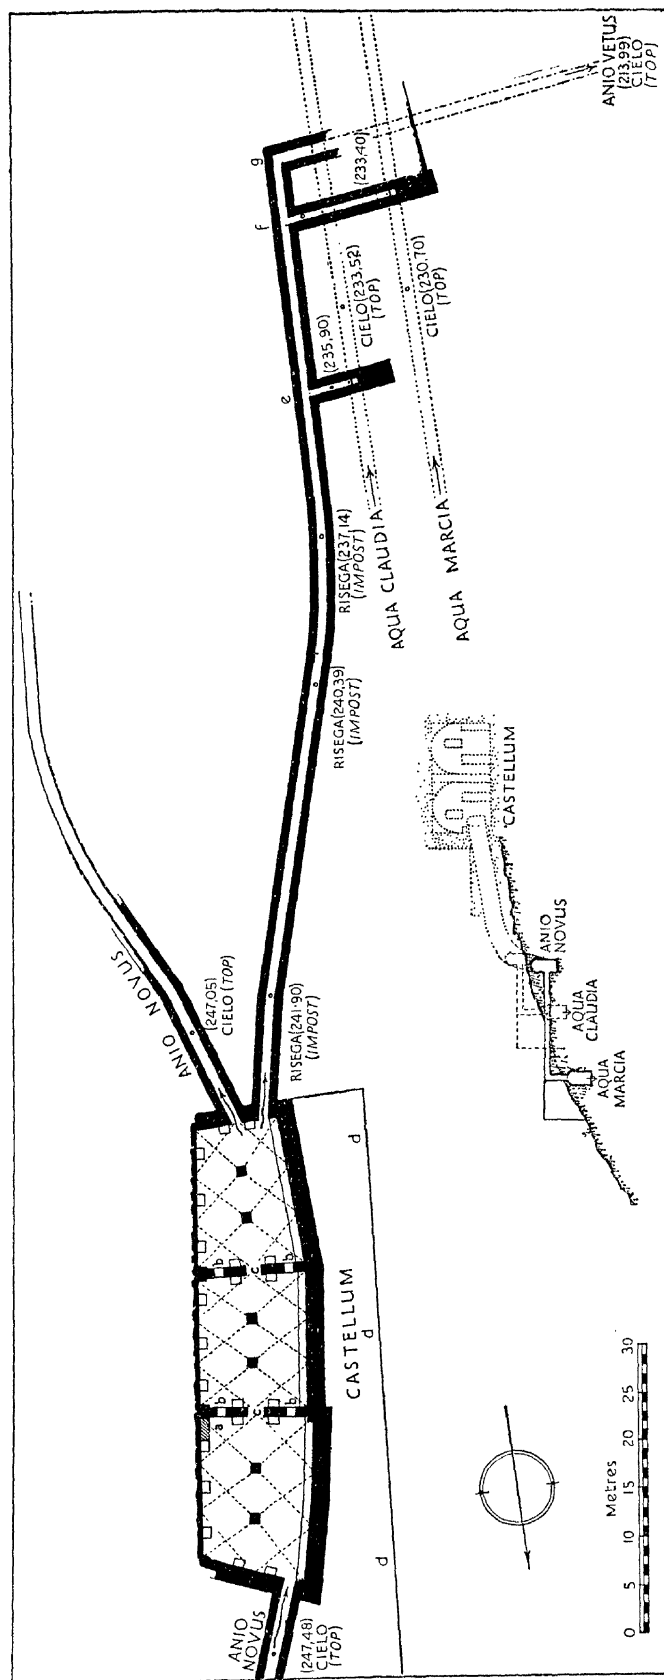 ANIO VETUS
(213,99)
CIELO
(TOP)
g
f
(233,40)
CIELO(233.52)
(TOP)
CIELO(230,70)
(TOP)
(235,90)
e
RISEGA(237,14)
(IMPOST)
AQUA CLAUDIA
AQUA MARCIA
RISEGA(240,39)
(IMPOST)
ANIO NOVUS
(247,05)
CIELO (TOP)
RISEGA(241·90)
(IMPOST)
CASTELLUM
ANIO
NOVUS
AQUA
CLAUDIA
AQUA
MARCIA
d
b
c
b
CASTELLUM
d
a
b
c
b
d
ANIO
NOVUS
(247,48)
CIELO
(TOP)
Metres
0 5 10 15 20 25 30